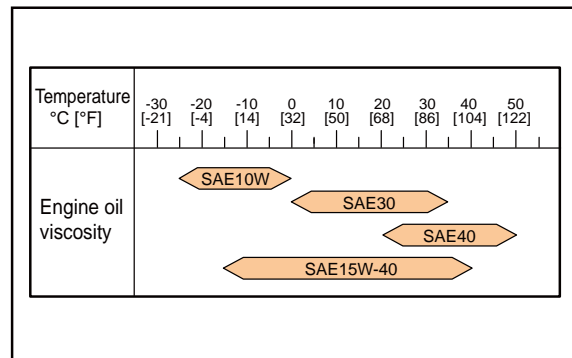 Temperature
°C [°F]
-30 -20 -10 0 10 20 30 40 50
[-21] [-4] [14] [32] [50] [68] [86] [104] [122]
Engine oil
viscosity
SAE10W
SAE30
SAE40
SAE15W-40